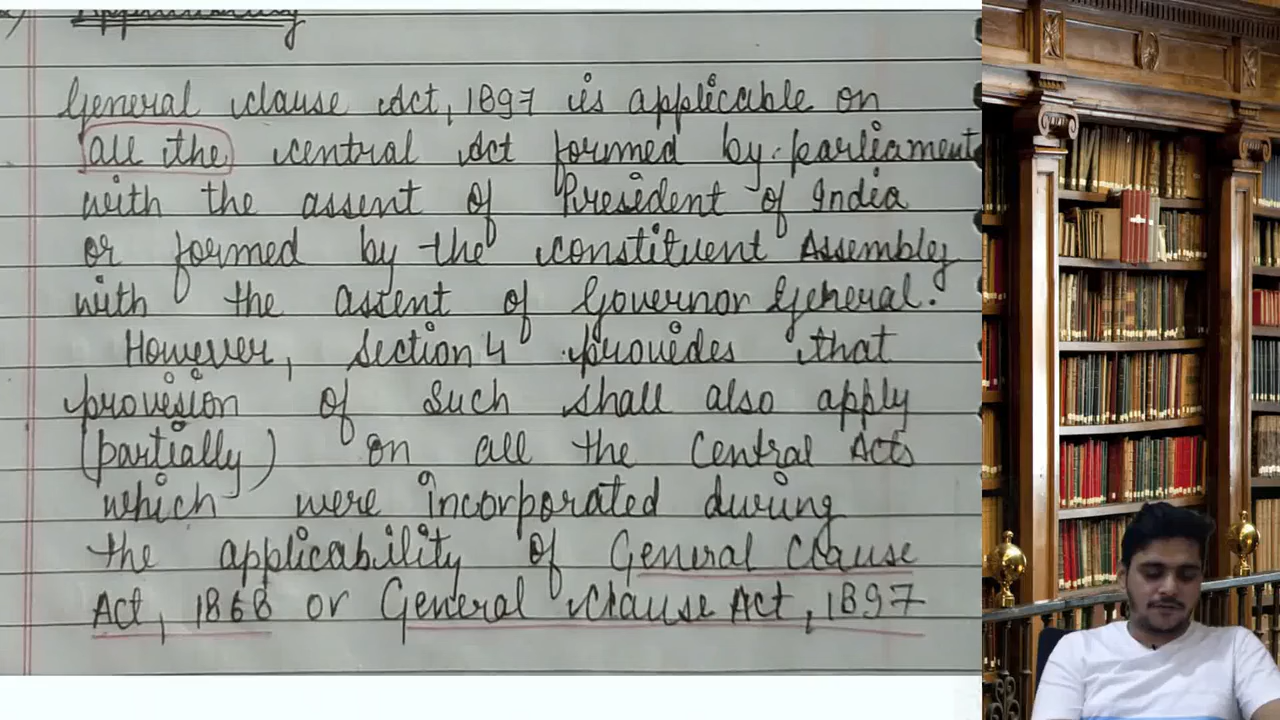 General Clause Act, 1897 is applicable on
all the central Act formed by parliament
with the assent of President of India
or formed by the constituent Assembly
with the assent of Governor General.
However, Section 4 provides that
provision of such shall also apply
(partially) on all the Central Acts
which were incorporated during
the applicability of General Clause
Act, 1868 or General Clause Act, 1897